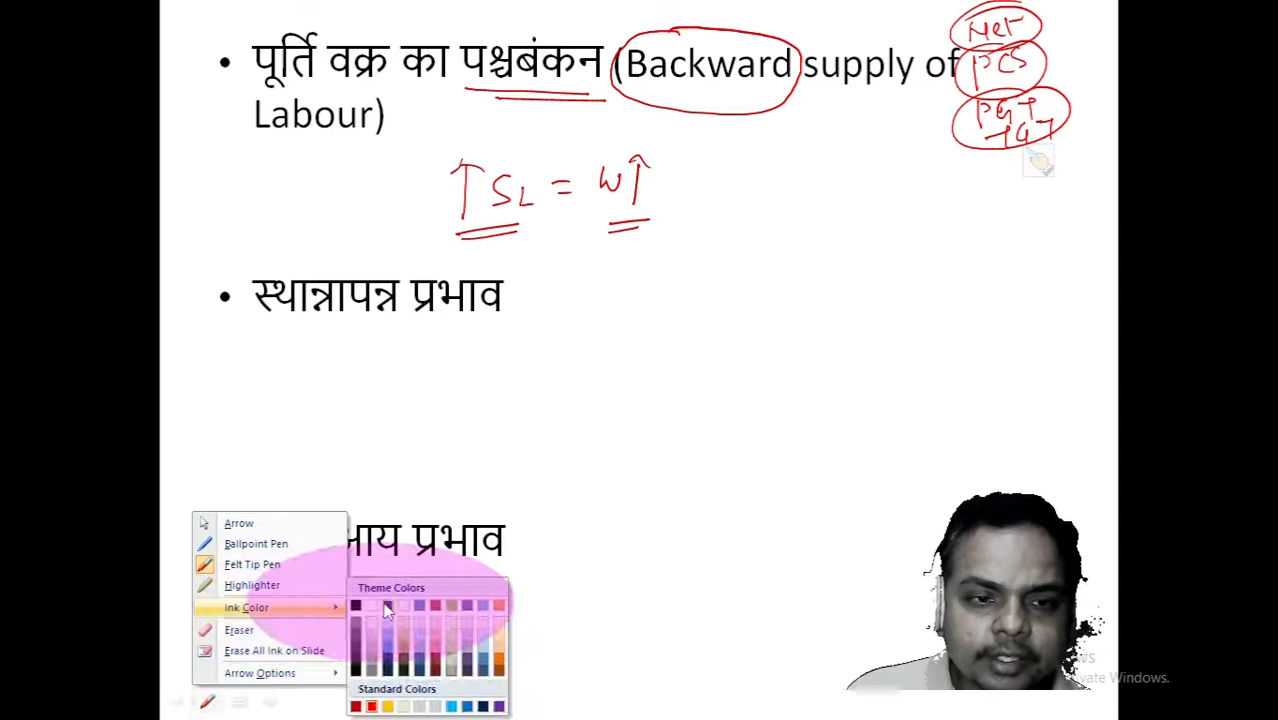 Net
• पूर्ति वक्र का पश्चबंकन (Backward supply of
PCS
Labour)
PGT
TGT
↑SL = W↑
• स्थान्नापन्न प्रभाव
Arrow
Ballpoint Pen
आय प्रभाव
Felt Tip Pen
Highlighter
Theme Colors
Ink Color
Eraser
Erase All Ink on Slide
Arrow Options
Standard Colors